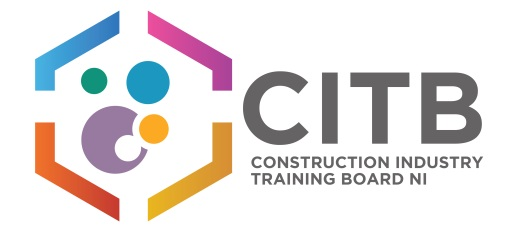 CITB
CONSTRUCTION INDUSTRY
TRAINING BOARD NI